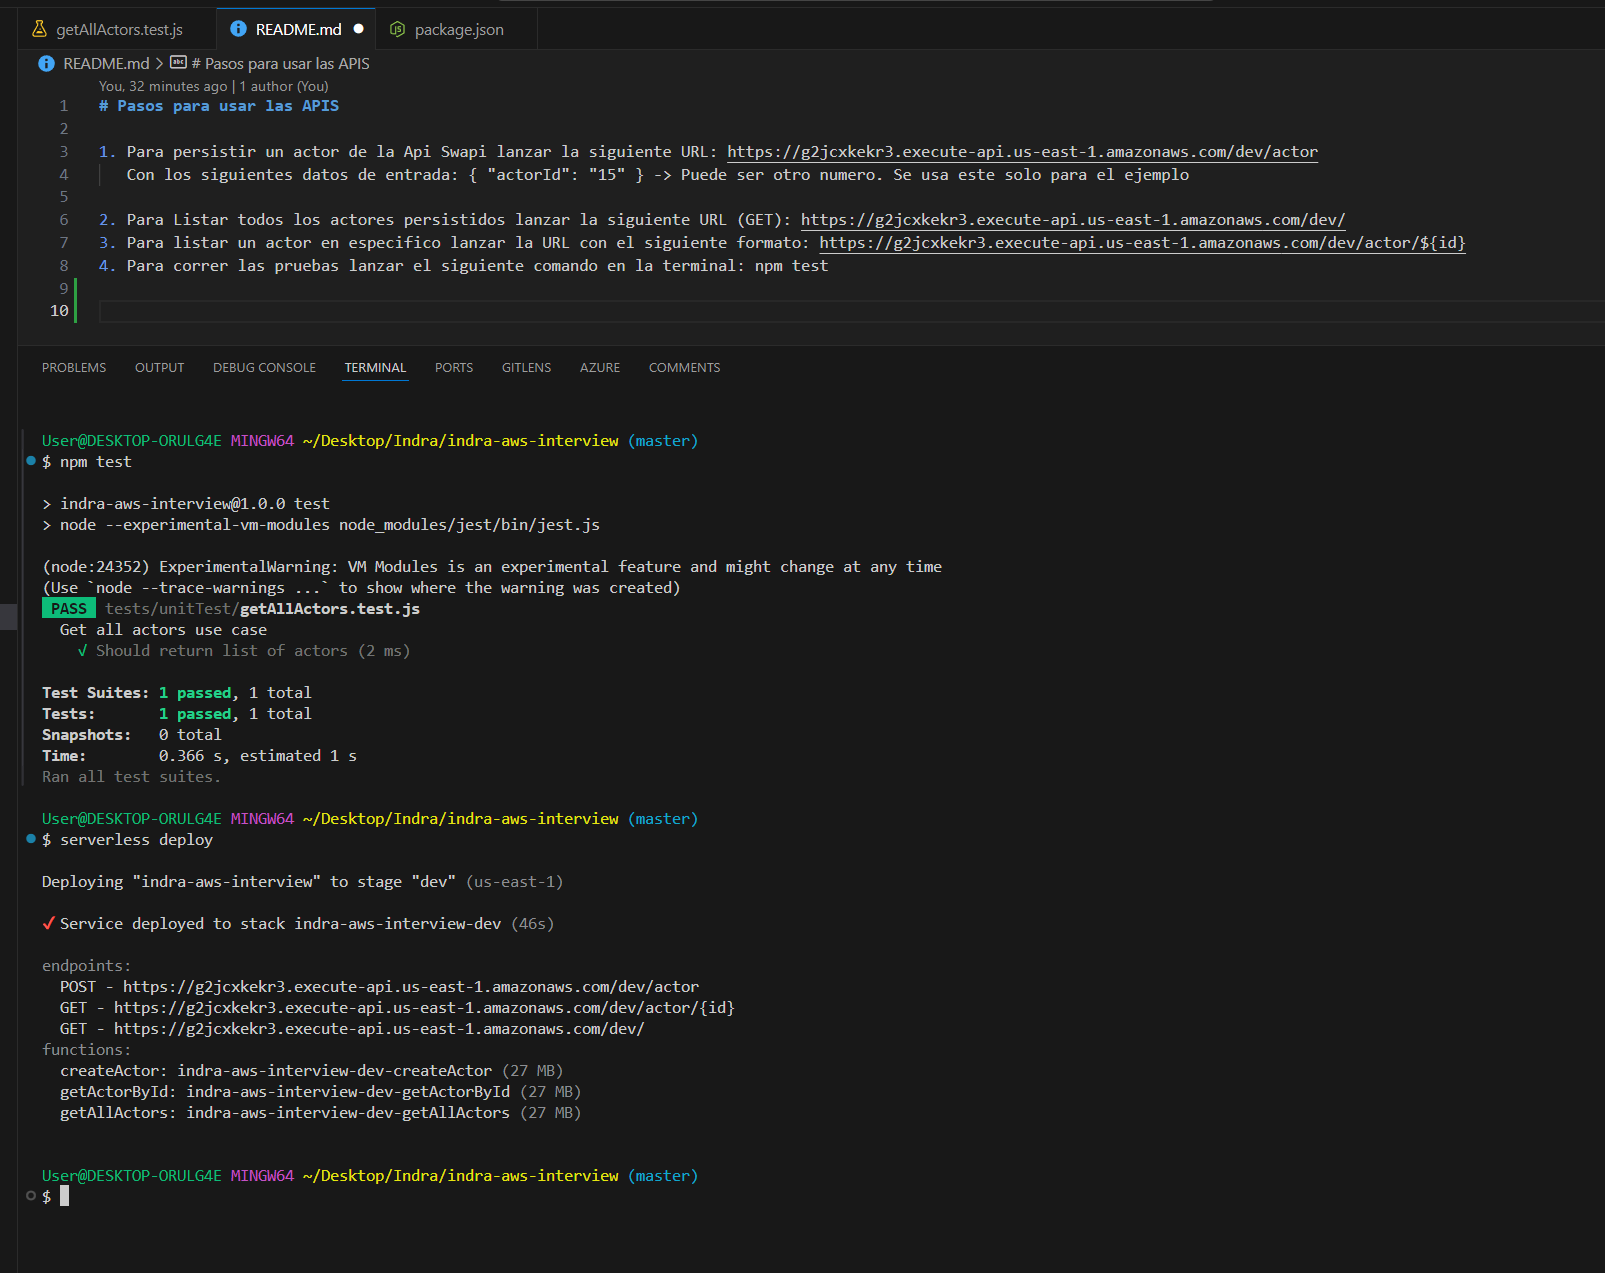 getAllActors.test.js
README.md
package.json
README.md > # Pasos para usar las APIS
You, 32 minutes ago | 1 author (You)
1 # Pasos para usar las APIS
2
3 1. Para persistir un actor de la Api Swapi lanzar la siguiente URL: https://g2jcxkekr3.execute-api.us-east-1.amazonaws.com/dev/actor
4 Con los siguientes datos de entrada: { "actorId": "15" } -> Puede ser otro numero. Se usa este solo para el ejemplo
5
6 2. Para Listar todos los actores persistidos lanzar la siguiente URL (GET): https://g2jcxkekr3.execute-api.us-east-1.amazonaws.com/dev/
7 3. Para listar un actor en especifico lanzar la URL con el siguiente formato: https://g2jcxkekr3.execute-api.us-east-1.amazonaws.com/dev/actor/${id}
8 4. Para correr las pruebas lanzar el siguiente comando en la terminal: npm test
9
10
PROBLEMS OUTPUT DEBUG CONSOLE TERMINAL PORTS GITLENS AZURE COMMENTS
User@DESKTOP-ORULG4E MINGW64 ~/Desktop/Indra/indra-aws-interview (master)
$ npm test
> indra-aws-interview@1.0.0 test
> node --experimental-vm-modules node_modules/jest/bin/jest.js
(node:24352) ExperimentalWarning: VM Modules is an experimental feature and might change at any time
(Use `node --trace-warnings ...` to show where the warning was created)
PASS tests/unitTest/getAllActors.test.js
Get all actors use case
√ Should return list of actors (2 ms)
Test Suites: 1 passed, 1 total
Tests: 1 passed, 1 total
Snapshots: 0 total
Time: 0.366 s, estimated 1 s
Ran all test suites.
User@DESKTOP-ORULG4E MINGW64 ~/Desktop/Indra/indra-aws-interview (master)
$ serverless deploy
Deploying "indra-aws-interview" to stage "dev" (us-east-1)
✓ Service deployed to stack indra-aws-interview-dev (46s)
endpoints:
POST - https://g2jcxkekr3.execute-api.us-east-1.amazonaws.com/dev/actor
GET - https://g2jcxkekr3.execute-api.us-east-1.amazonaws.com/dev/actor/{id}
GET - https://g2jcxkekr3.execute-api.us-east-1.amazonaws.com/dev/
functions:
createActor: indra-aws-interview-dev-createActor (27 MB)
getActorById: indra-aws-interview-dev-getActorById (27 MB)
getAllActors: indra-aws-interview-dev-getAllActors (27 MB)
User@DESKTOP-ORULG4E MINGW64 ~/Desktop/Indra/indra-aws-interview (master)
$